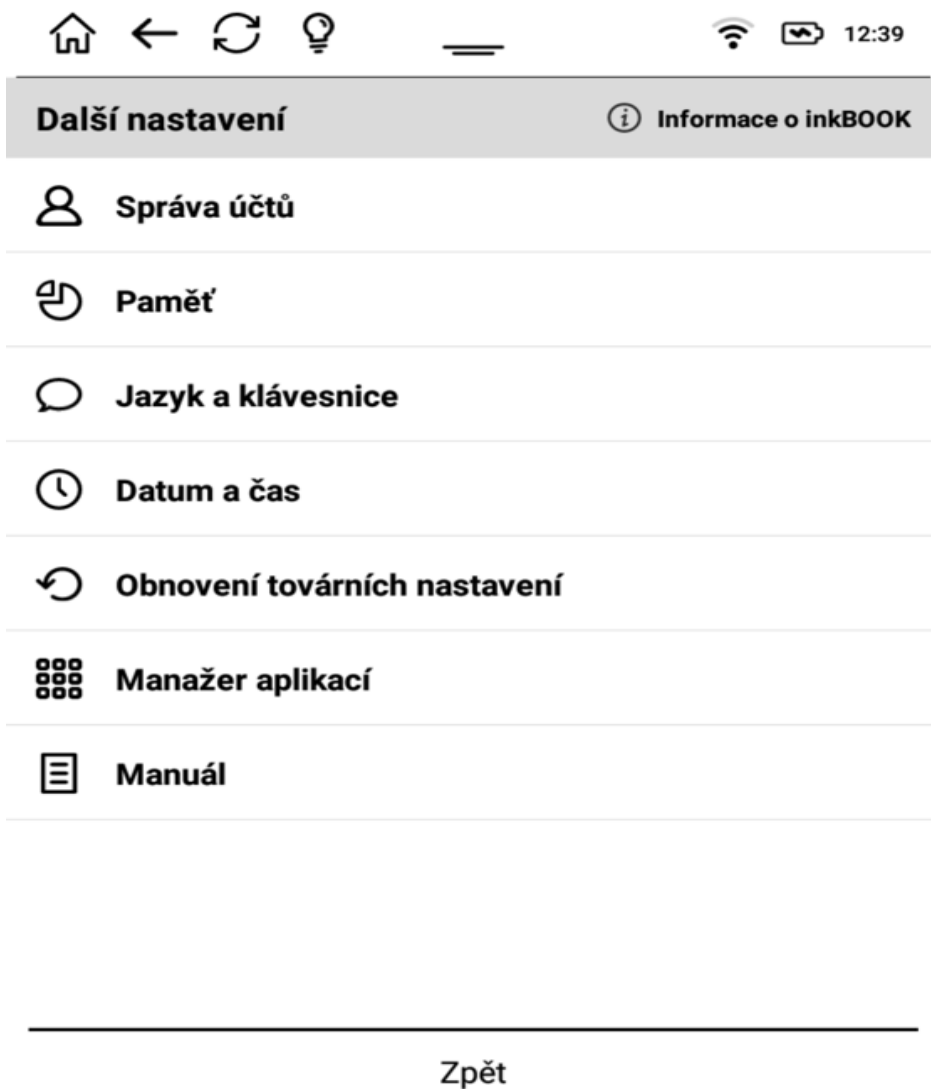 12:39
Další nastavení
Informace o inkBOOK
Správa účtů
Paměť
Jazyk a klávesnice
Datum a čas
Obnovení továrních nastavení
Manažer aplikací
Manuál
Zpět